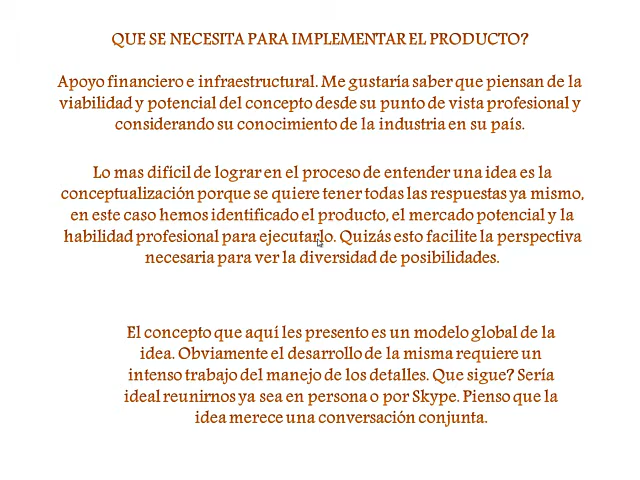 QUE SE NECESITA PARA IMPLEMENTAR EL PRODUCTO?
Apoyo financiero e infraestructural. Me gustaría saber que piensan de la
viabilidad y potencial del concepto desde su punto de vista profesional y
considerando su conocimiento de la industria en su país.
Lo mas difícil de lograr en el proceso de entender una idea es la
conceptualización porque se quiere tener todas las respuestas ya mismo,
en este caso hemos identificado el producto, el mercado potencial y la
habilidad profesional para ejecutarlo. Quizás esto facilite la perspectiva
necesaria para ver la diversidad de posibilidades.
El concepto que aquí les presento es un modelo global de la
idea. Obviamente el desarrollo de la misma requiere un
intenso trabajo del manejo de los detalles. Que sigue? Sería
ideal reunirnos ya sea en persona o por Skype. Pienso que la
idea merece una conversación conjunta.